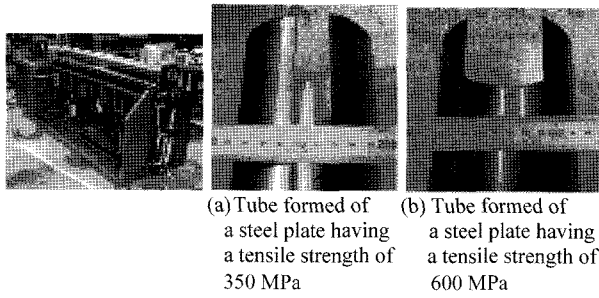 (a) Tube formed of
a steel plate having
a tensile strength of
350 MPa
(b) Tube formed of
a steel plate having
a tensile strength of
600 MPa